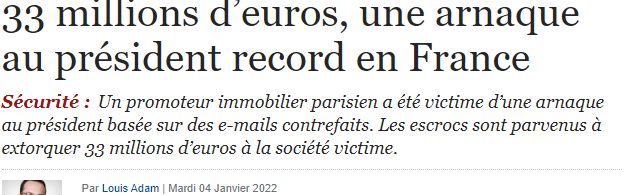 33 millions d’euros, une arnaque
au président record en France
Sécurité : Un promoteur immobilier parisien a été victime d’une arnaque
au président basée sur des e-mails contrefaits. Les escrocs sont parvenus à
extorquer 33 millions d’euros à la société victime.
Par Louis Adam | Mardi 04 Janvier 2022